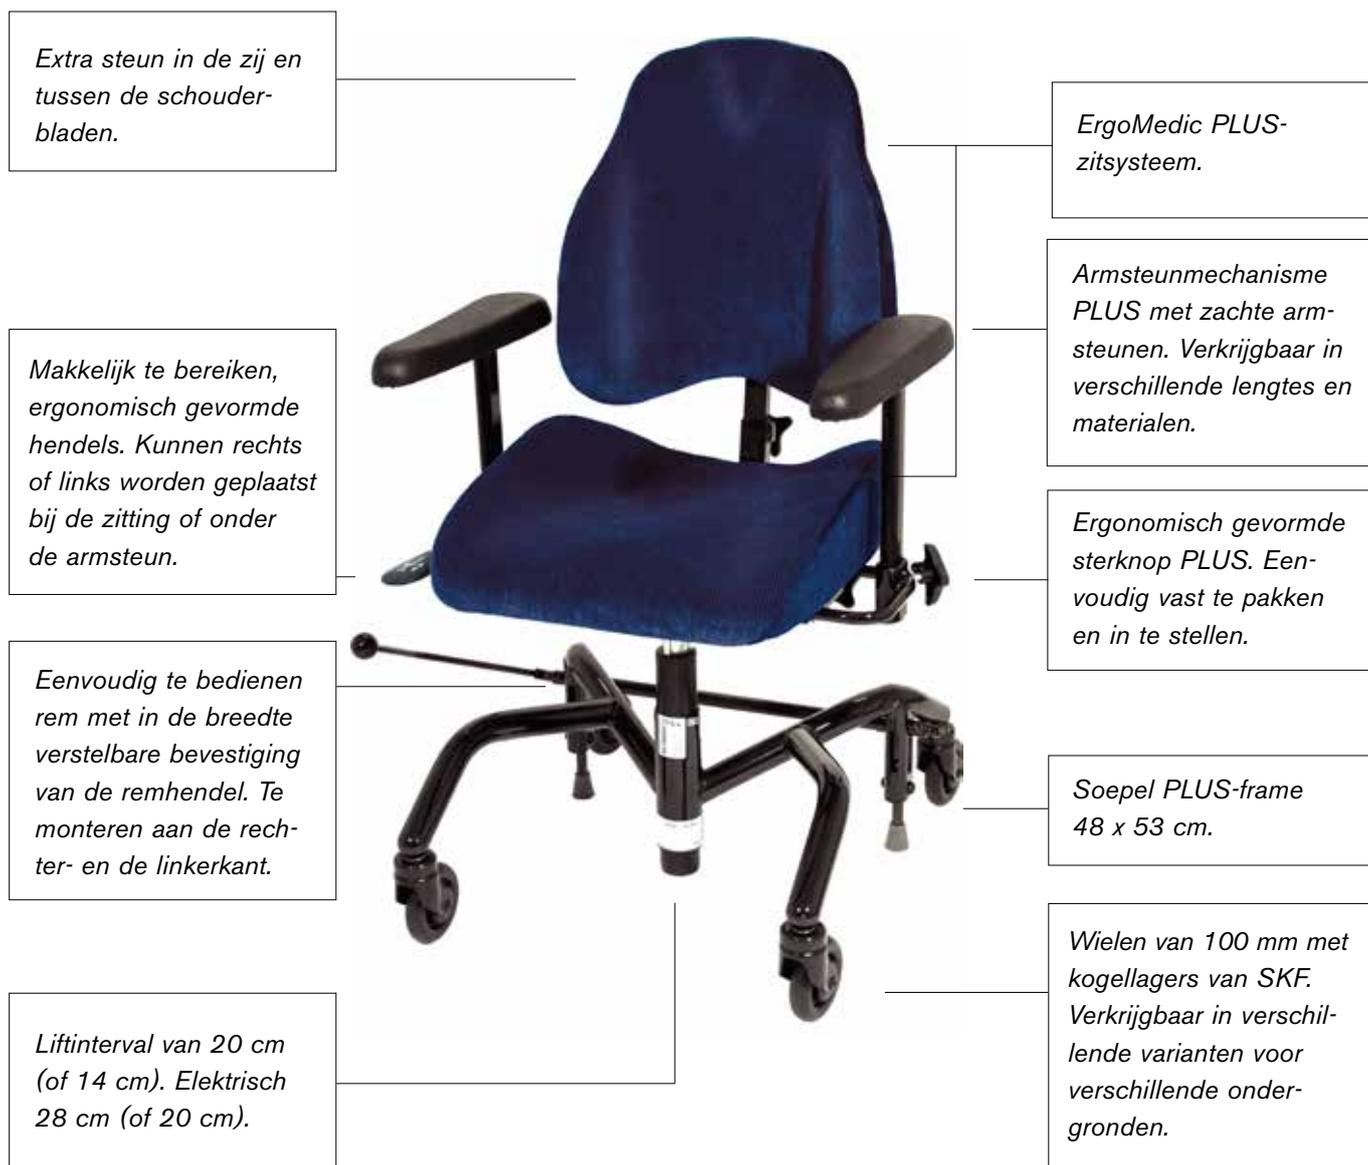 Extra steun in de zij en
tussen de schouder-
bladen.
Makkelijk te bereiken,
ergonomisch gevormde
hendels. Kunnen rechts
of links worden geplaatst
bij de zitting of onder
de armsteun.
Eenvoudig te bedienen
rem met in de breedte
verstelbare bevestiging
van de remhendel. Te
monteren aan de rech-
ter- en de linkerkant.
Liftinterval van 20 cm
(of 14 cm). Elektrisch
28 cm (of 20 cm).
ErgoMedic PLUS-
zitsysteem.
Armsteunmechanisme
PLUS met zachte arm-
steunen. Verkrijgbaar in
verschillende lengtes en
materialen.
Ergonomisch gevormde
sterknop PLUS. Een-
voudig vast te pakken
en in te stellen.
Soepel PLUS-frame
48 x 53 cm.
Wielen van 100 mm met
kogellagers van SKF.
Verkrijgbaar in verschil-
lende varianten voor
verschillende onder-
gronden.